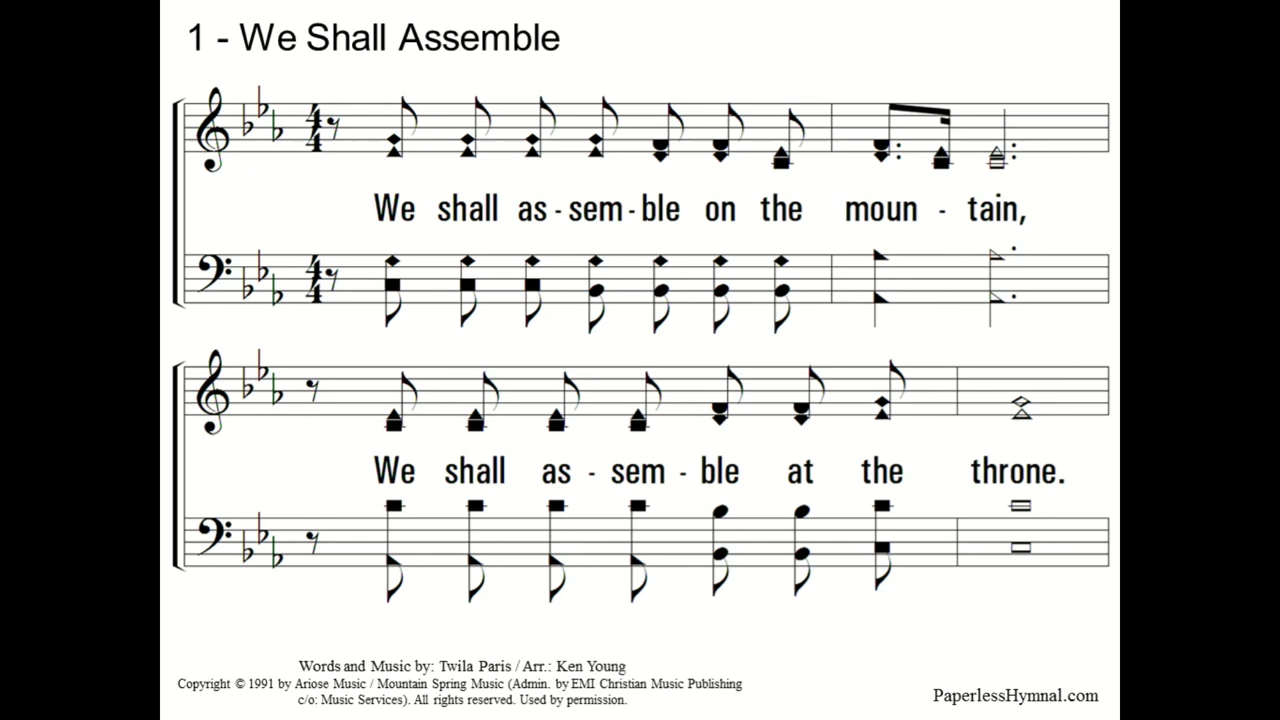 1 - We Shall Assemble
We shall as - sem - ble on the moun - tain,
We shall as - sem - ble at the throne.
Words and Music by: Twila Paris / Arr.: Ken Young
Copyright © 1991 by Ariose Music / Mountain Spring Music (Admin. by EMI Christian Music Publishing
c/o: Music Services). All rights reserved. Used by permission.
PaperlessHymnal.com